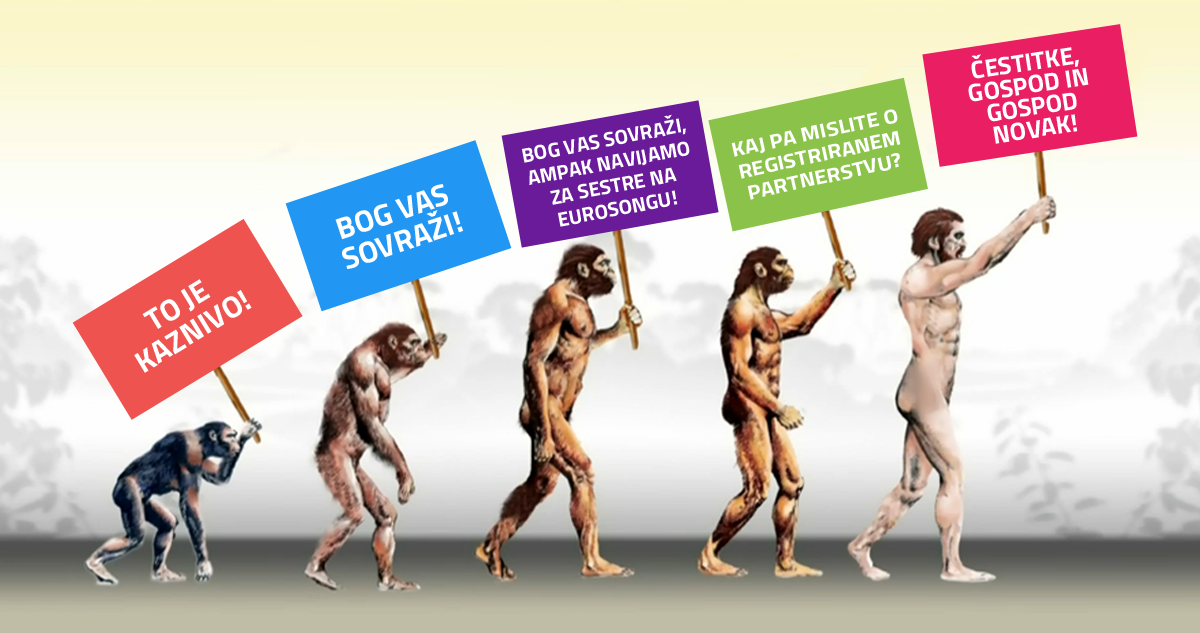 TO JE
KAZNIVO!
BOG VAS
SOVRAŽI!
BOG VAS SOVRAŽI,
AMPAK NAVIJAMO
ZA SESTRE NA
EUROSONGU!
KAJ PA MISLITE O
REGISTRIRANEM
PARTNERSTVU?
ČESTITKE,
GOSPOD IN
GOSPOD
NOVAK!